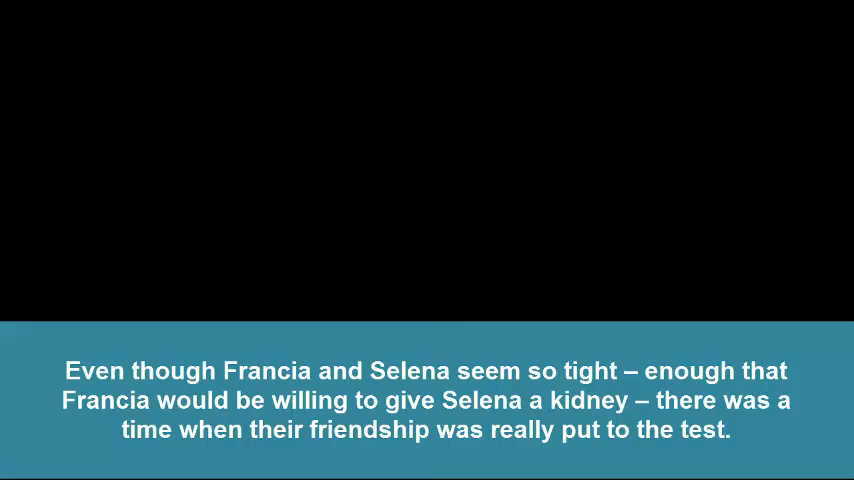 Even though Francia and Selena seem so tight – enough that
Francia would be willing to give Selena a kidney – there was a
time when their friendship was really put to the test.